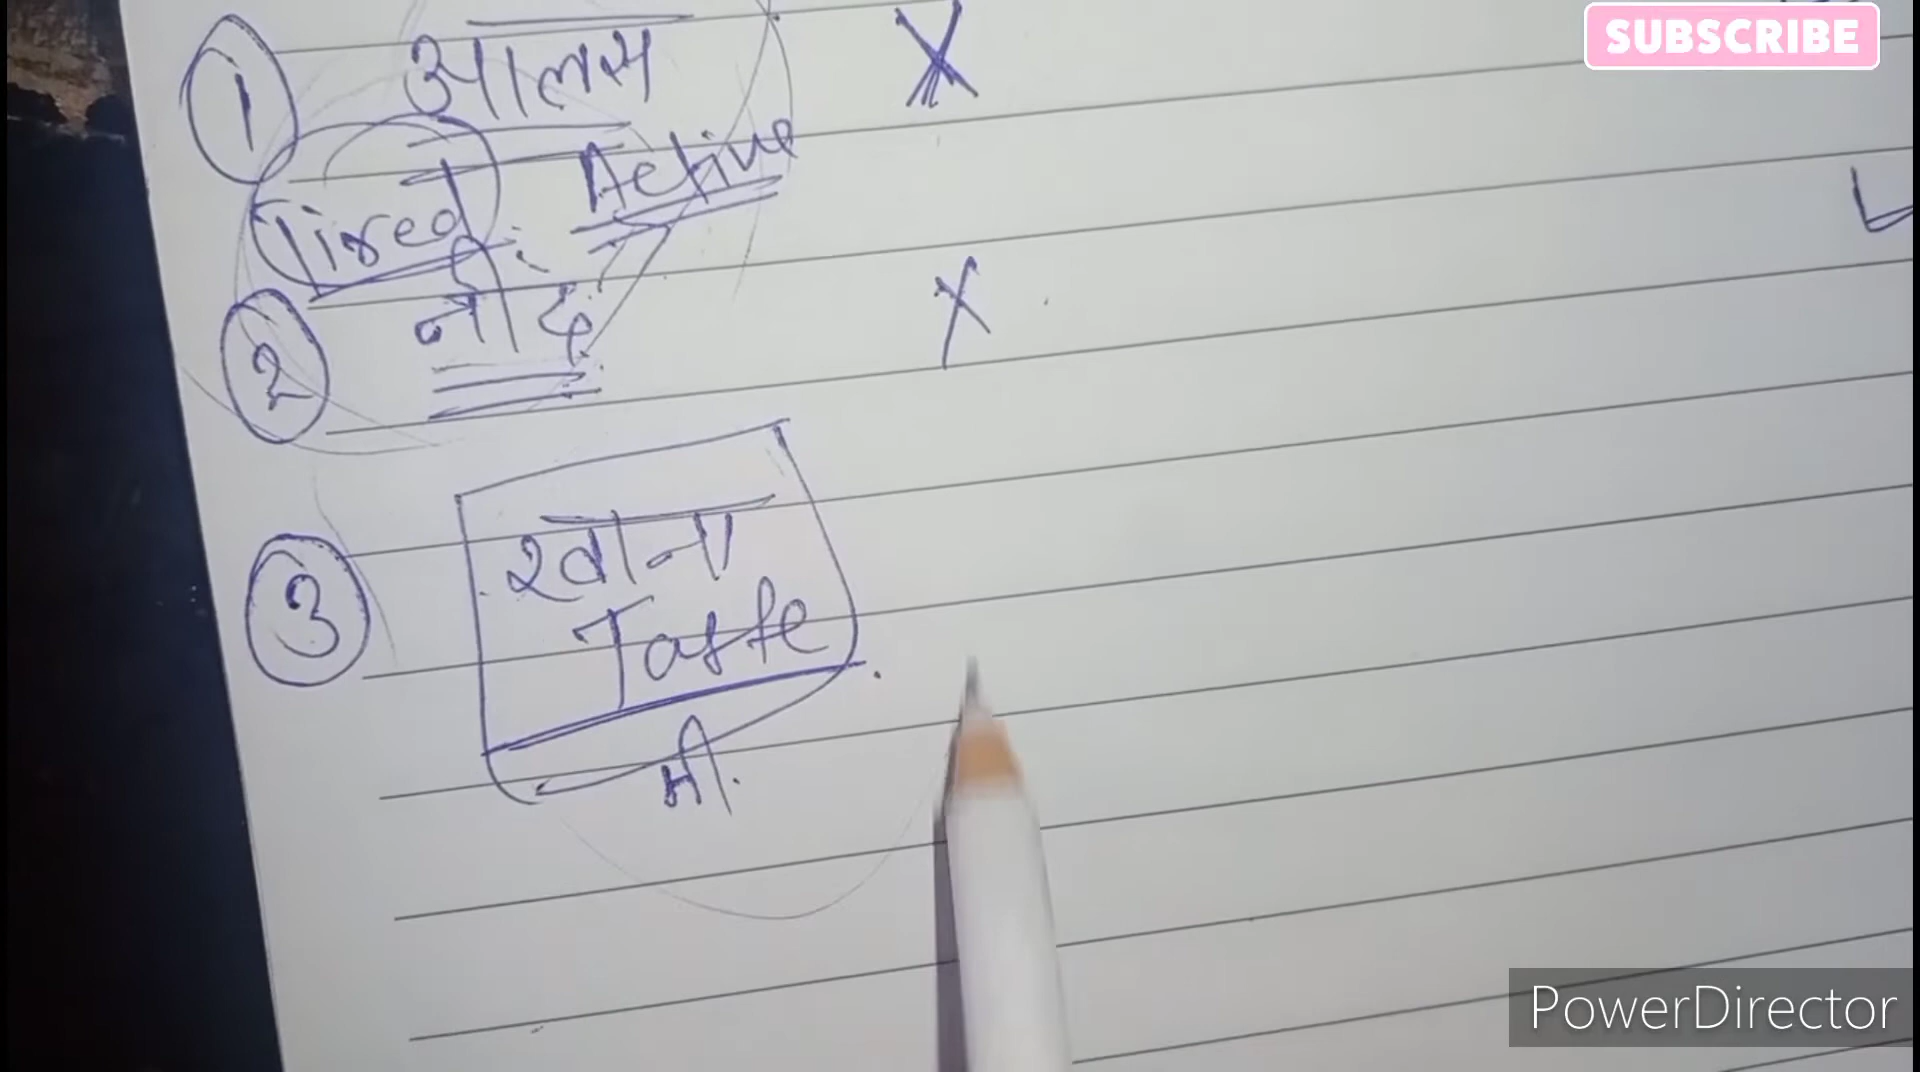 SUBSCRIBE
1 आलस X
Tired Active
2 नींद X
3 खाना
Taste
PowerDirector